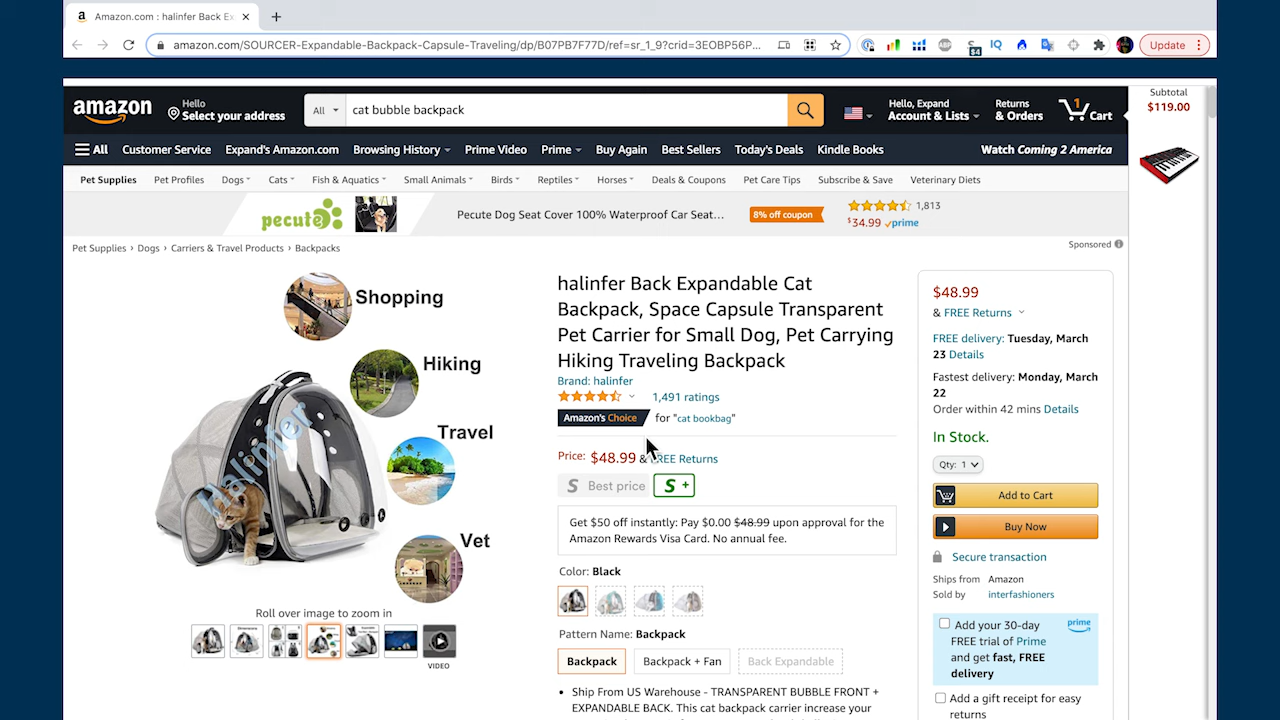 Amazon.com : halinfer Back Ex
amazon.com/SOURCER-Expandable-Backpack-Capsule-Traveling/dp/B07PB7F77D/ref=sr_1_9?crid=3EOBP56P...
ABP
$4
IQ
Update
amazon
Hello
Select your address
All
cat bubble backpack
Hello, Expand
Account & Lists
Returns
& Orders
1
Cart
Subtotal
$119.00
All
Customer Service
Expand's Amazon.com
Browsing History
Prime Video
Prime
Buy Again
Best Sellers
Today's Deals
Kindle Books
Watch Coming 2 America
Pet Supplies
Pet Profiles
Dogs
Cats
Fish & Aquatics
Small Animals
Birds
Reptiles
Horses
Deals & Coupons
Pet Care Tips
Subscribe & Save
Veterinary Diets
pecute
Pecute Dog Seat Cover 100% Waterproof Car Seat...
8% off coupon
1,813
$34.99 prime
Pet Supplies › Dogs › Carriers & Travel Products › Backpacks
Sponsored
Shopping
Hiking
Travel
Vet
Halinfer
Roll over image to zoom in
VIDEO
halinfer Back Expandable Cat
Backpack, Space Capsule Transparent
Pet Carrier for Small Dog, Pet Carrying
Hiking Traveling Backpack
Brand: halinfer
1,491 ratings
Amazon's Choice for "cat bookbag"
Price: $48.99 & FREE Returns
S Best price
S +
Get $50 off instantly: Pay $0.00 $48.99 upon approval for the
Amazon Rewards Visa Card. No annual fee.
Color: Black
Pattern Name: Backpack
Backpack
Backpack + Fan
Back Expandable
• Ship From US Warehouse - TRANSPARENT BUBBLE FRONT +
EXPANDABLE BACK. This cat backpack carrier increase your
$48.99
& FREE Returns
FREE delivery: Tuesday, March
23 Details
Fastest delivery: Monday, March
22
Order within 42 mins Details
In Stock.
Qty: 1
Add to Cart
Buy Now
Secure transaction
Ships from Amazon
Sold by interfashioners
Add your 30-day
FREE trial of Prime
and get fast, FREE
delivery
prime
Add a gift receipt for easy
returns